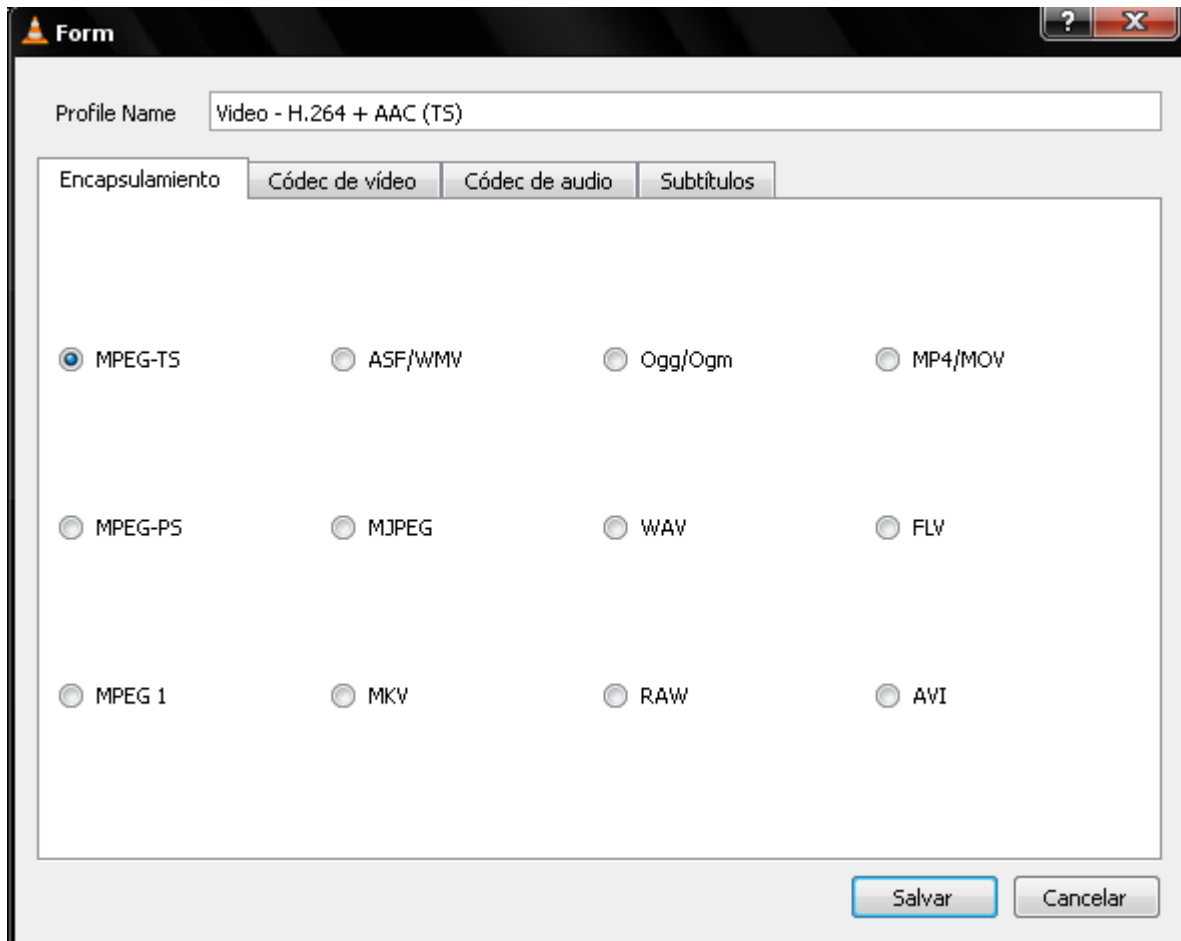 Form
Profile Name Video - H.264 + AAC (TS)
Encapsulamiento Códec de vídeo Códec de audio Subtítulos
MPEG-TS ASF/WMV Ogg/Ogm MP4/MOV
MPEG-PS MJPEG WAV FLV
MPEG 1 MKV RAW AVI
Salvar Cancelar